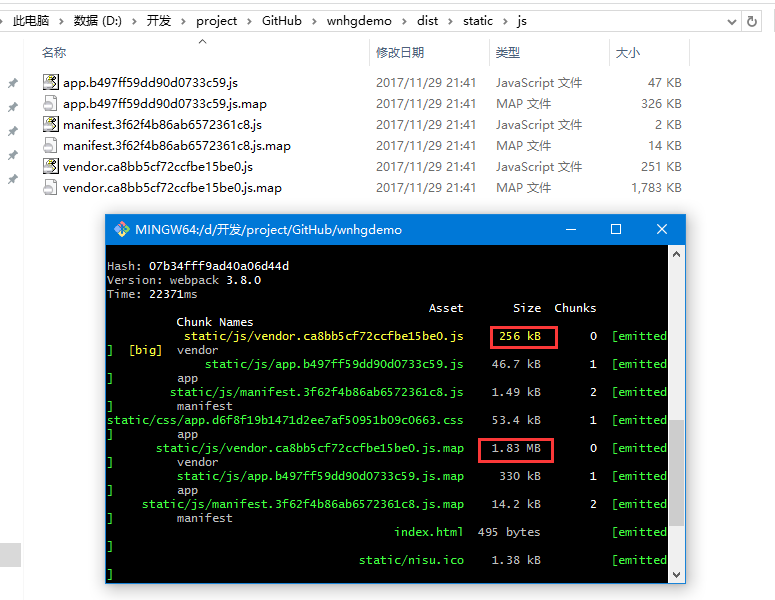 此电脑 › 数据 (D:) › 开发 › project › GitHub › wnhgdemo › dist › static › js
名称 修改日期 类型 大小
app.b497ff59dd90d0733c59.js 2017/11/29 21:41 JavaScript 文件 47 KB
app.b497ff59dd90d0733c59.js.map 2017/11/29 21:41 MAP 文件 326 KB
manifest.3f62f4b86ab6572361c8.js 2017/11/29 21:41 JavaScript 文件 2 KB
manifest.3f62f4b86ab6572361c8.js.map 2017/11/29 21:41 MAP 文件 14 KB
vendor.ca8bb5cf72ccfbe15be0.js 2017/11/29 21:41 JavaScript 文件 251 KB
vendor.ca8bb5cf72ccfbe15be0.js.map 2017/11/29 21:41 MAP 文件 1,783 KB
MINGW64:/d/开发/project/GitHub/wnhgdemo
Hash: 07b34fff9ad40a06d44d
Version: webpack 3.8.0
Time: 22371ms
Asset Size Chunks
Chunk Names
static/js/vendor.ca8bb5cf72ccfbe15be0.js 256 kB 0 [emitted
] [big] vendor
static/js/app.b497ff59dd90d0733c59.js 46.7 kB 1 [emitted
] app
static/js/manifest.3f62f4b86ab6572361c8.js 1.49 kB 2 [emitted
] manifest
static/css/app.d6f8f19b1471d2ee7af50951b09c0663.css 53.4 kB 1 [emitted
] app
static/js/vendor.ca8bb5cf72ccfbe15be0.js.map 1.83 MB 0 [emitted
] vendor
static/js/app.b497ff59dd90d0733c59.js.map 330 kB 1 [emitted
] app
static/js/manifest.3f62f4b86ab6572361c8.js.map 14.2 kB 2 [emitted
] manifest
index.html 495 bytes [emitted
]
static/nisu.ico 1.38 kB [emitted
]